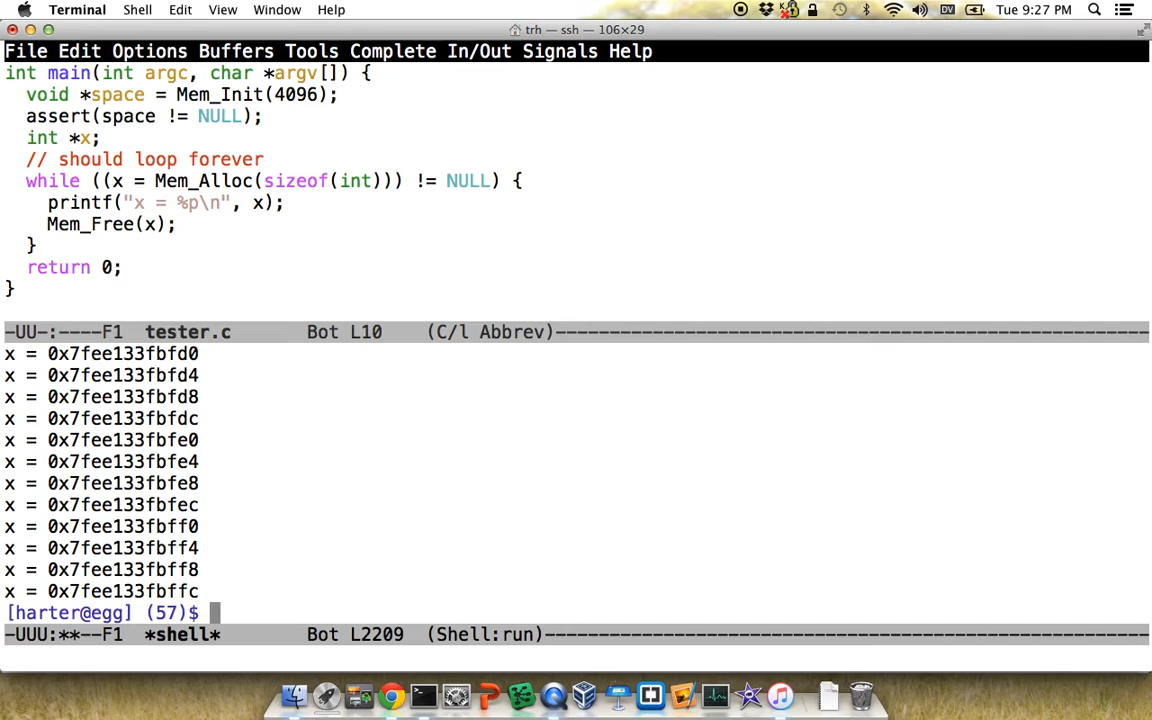 Terminal Shell Edit View Window Help DV Tue 9:27 PM
trh — ssh — 106×29
File Edit Options Buffers Tools Complete In/Out Signals Help
int main(int argc, char *argv[]) {
  void *space = Mem_Init(4096);
  assert(space != NULL);
  int *x;
  // should loop forever
  while ((x = Mem_Alloc(sizeof(int))) != NULL) {
    printf("x = %p\n", x);
    Mem_Free(x);
  }
  return 0;
}
-UU-:----F1  tester.c       Bot L10    (C/l Abbrev)-------------------------------------------------------
x = 0x7fee133fbfd0
x = 0x7fee133fbfd4
x = 0x7fee133fbfd8
x = 0x7fee133fbfdc
x = 0x7fee133fbfe0
x = 0x7fee133fbfe4
x = 0x7fee133fbfe8
x = 0x7fee133fbfec
x = 0x7fee133fbff0
x = 0x7fee133fbff4
x = 0x7fee133fbff8
x = 0x7fee133fbffc
[harter@egg] (57)$
-UUU:**--F1  *shell*        Bot L2209  (Shell:run)--------------------------------------------------------